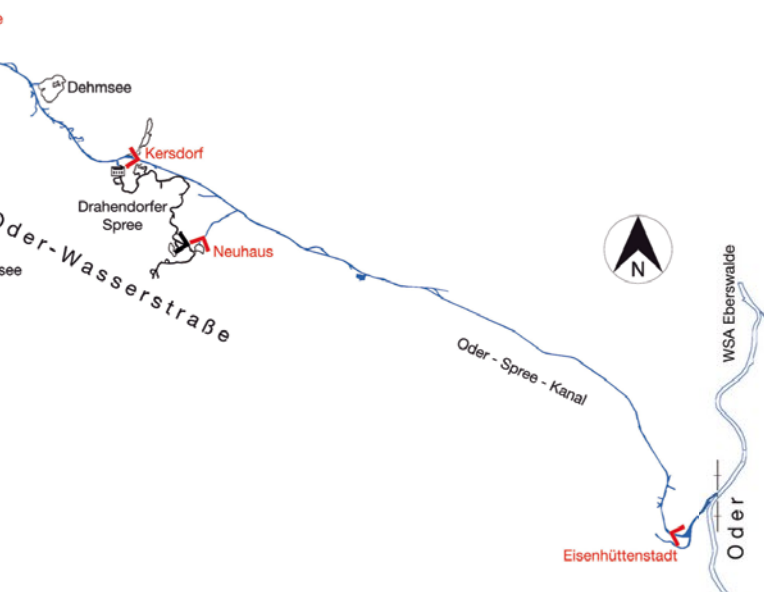 e
Dehmsee
Kersdorf
Drahendorfer
Spree
Neuhaus
Oder-Wasserstraße
see
N
WSA Eberswalde
Oder - Spree - Kanal
Eisenhüttenstadt
Oder